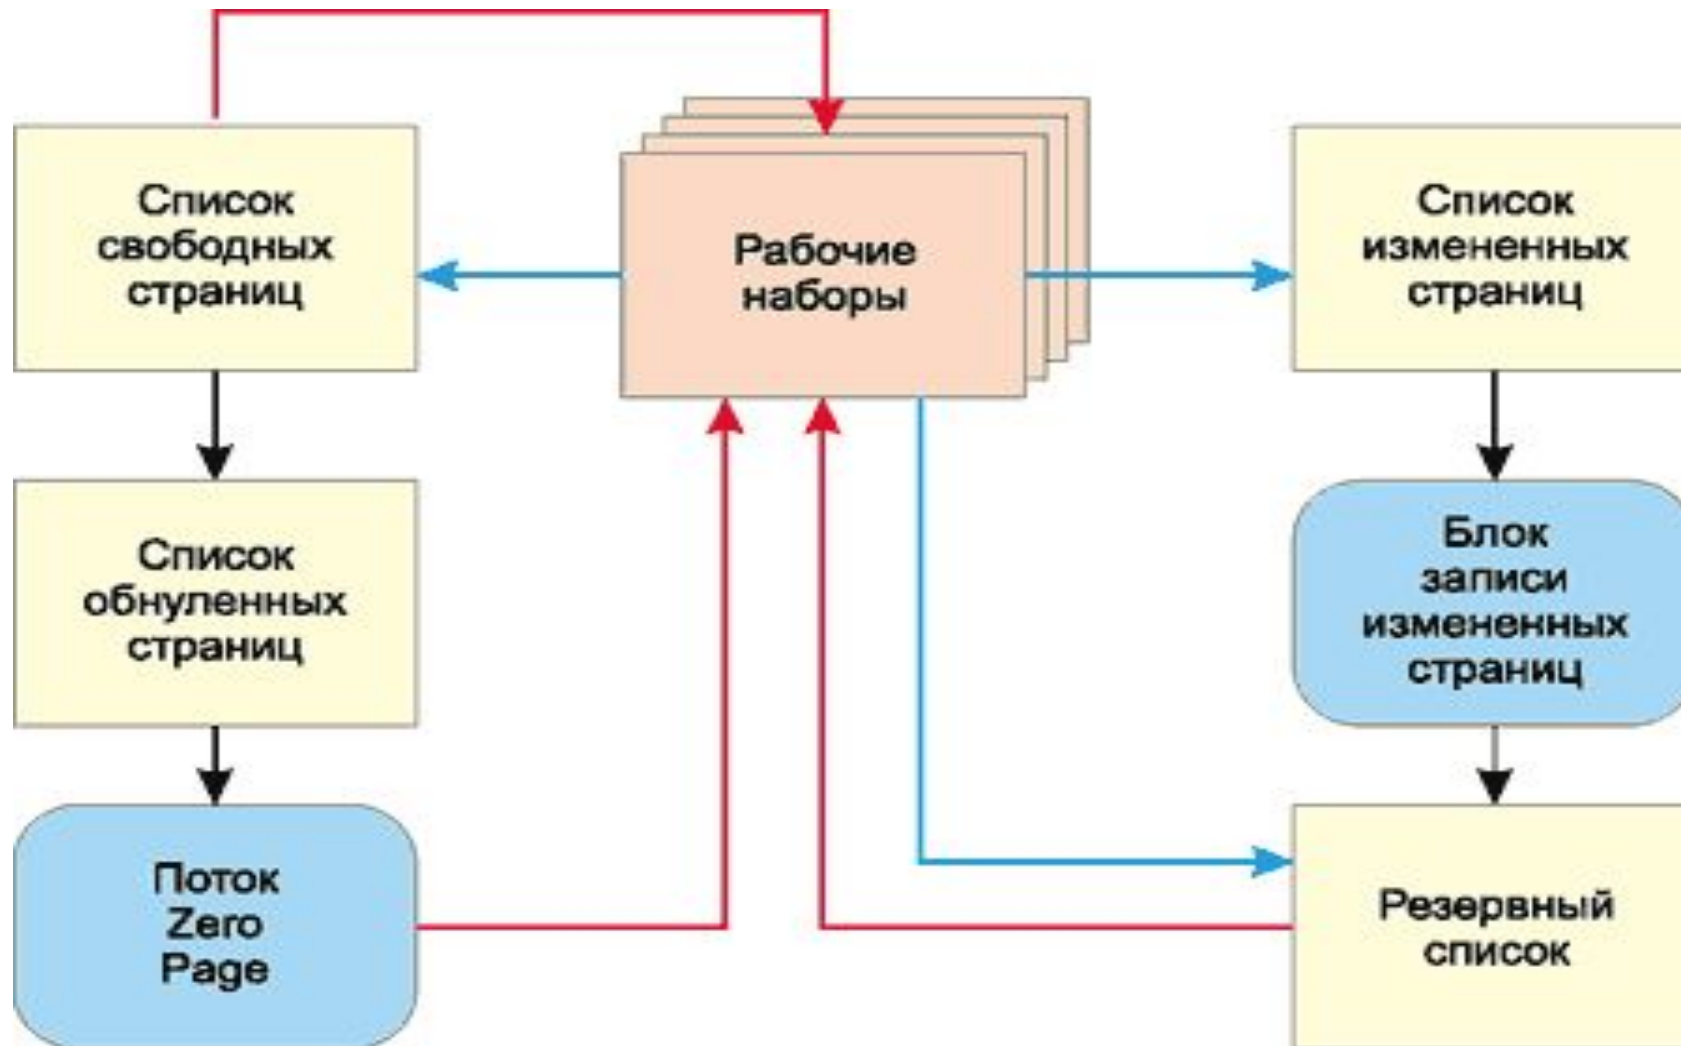 Список
свободных
страниц
Рабочие
наборы
Список
измененных
страниц
Список
обнуленных
страниц
Блок
записи
измененных
страниц
Поток
Zero
Page
Резервный
список